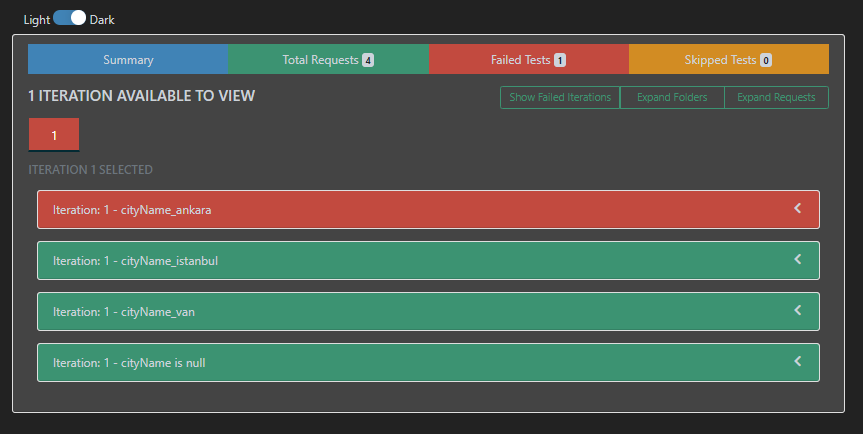 Light Dark
Summary Total Requests 4 Failed Tests 1 Skipped Tests 0
1 ITERATION AVAILABLE TO VIEW Show Failed Iterations Expand Folders Expand Requests
1
ITERATION 1 SELECTED
Iteration: 1 - cityName_ankara
Iteration: 1 - cityName_istanbul
Iteration: 1 - cityName_van
Iteration: 1 - cityName is null